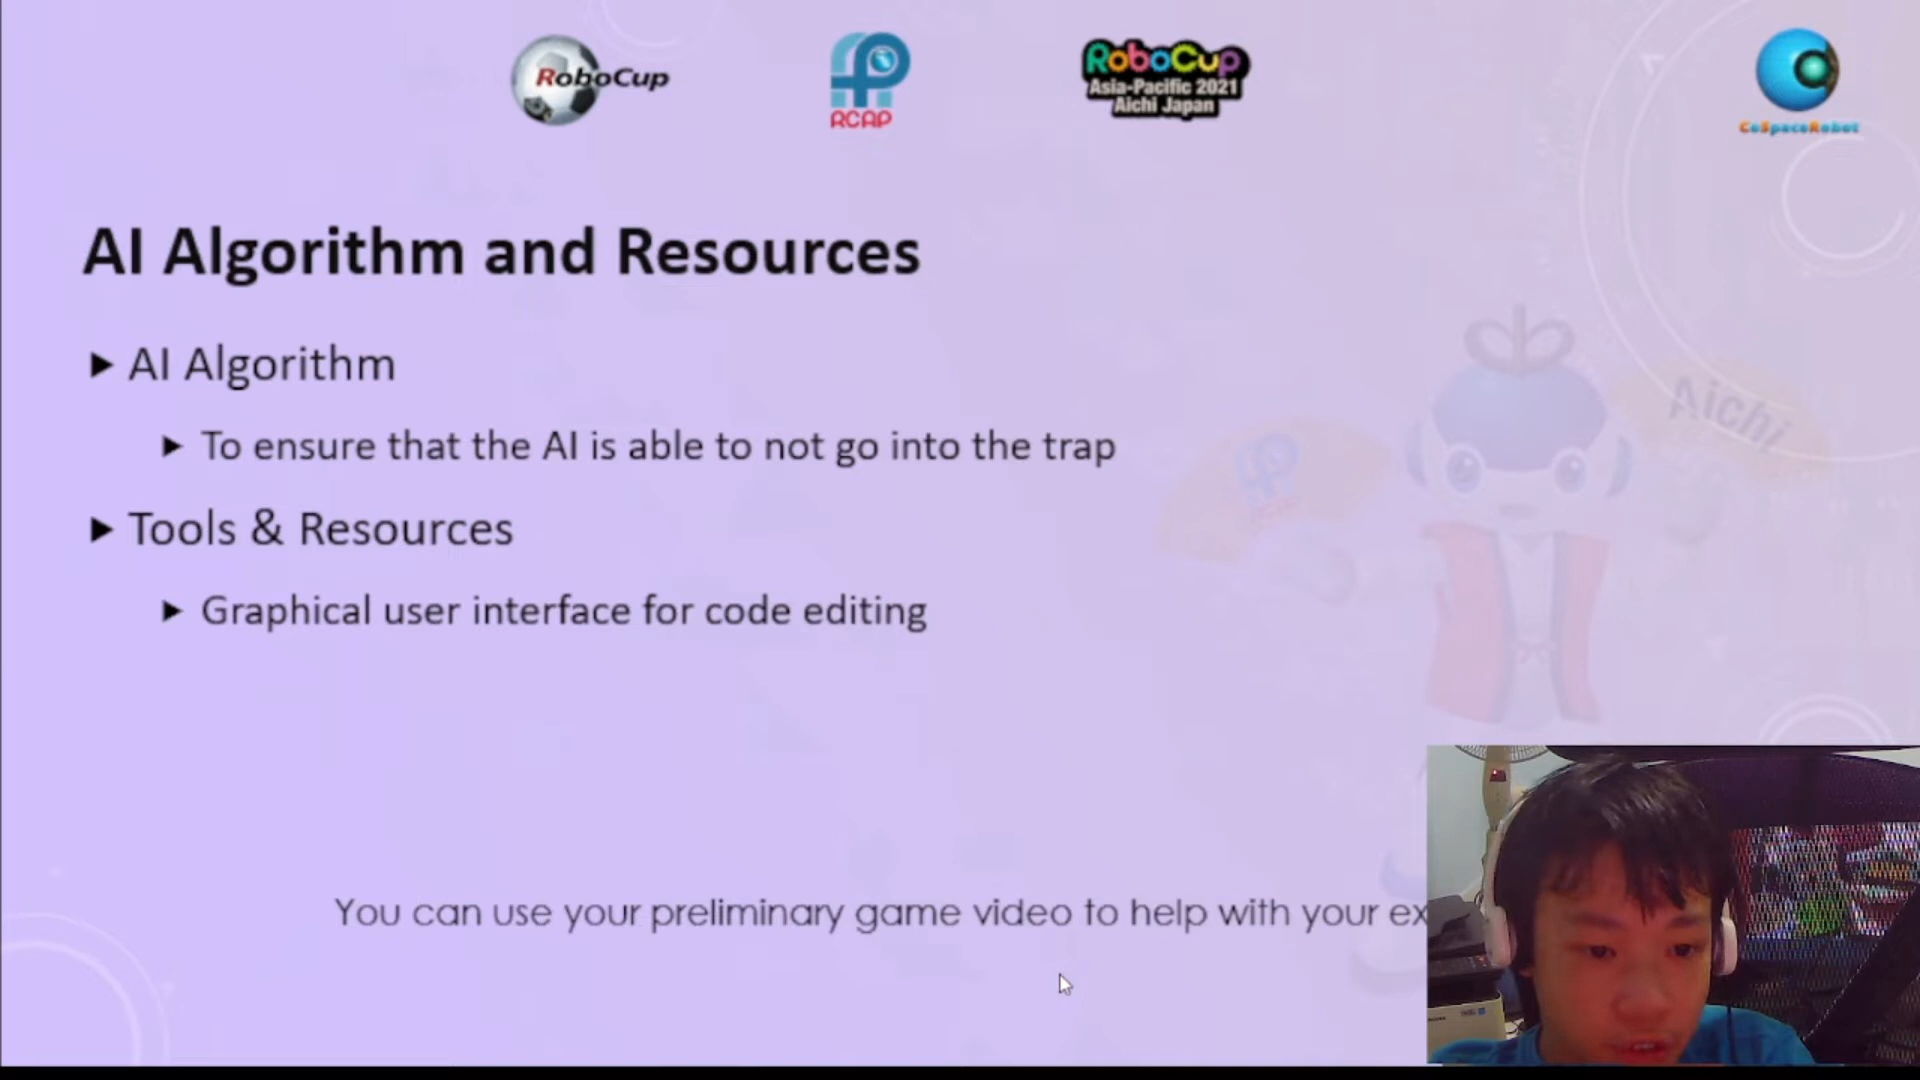 RoboCup
RCAP
RoboCup
Asia-Pacific 2021
Aichi Japan
CoSpaceRobot
AI Algorithm and Resources
AI Algorithm
To ensure that the AI is able to not go into the trap
Tools & Resources
Graphical user interface for code editing
Aichi
You can use your preliminary game video to help with your ex